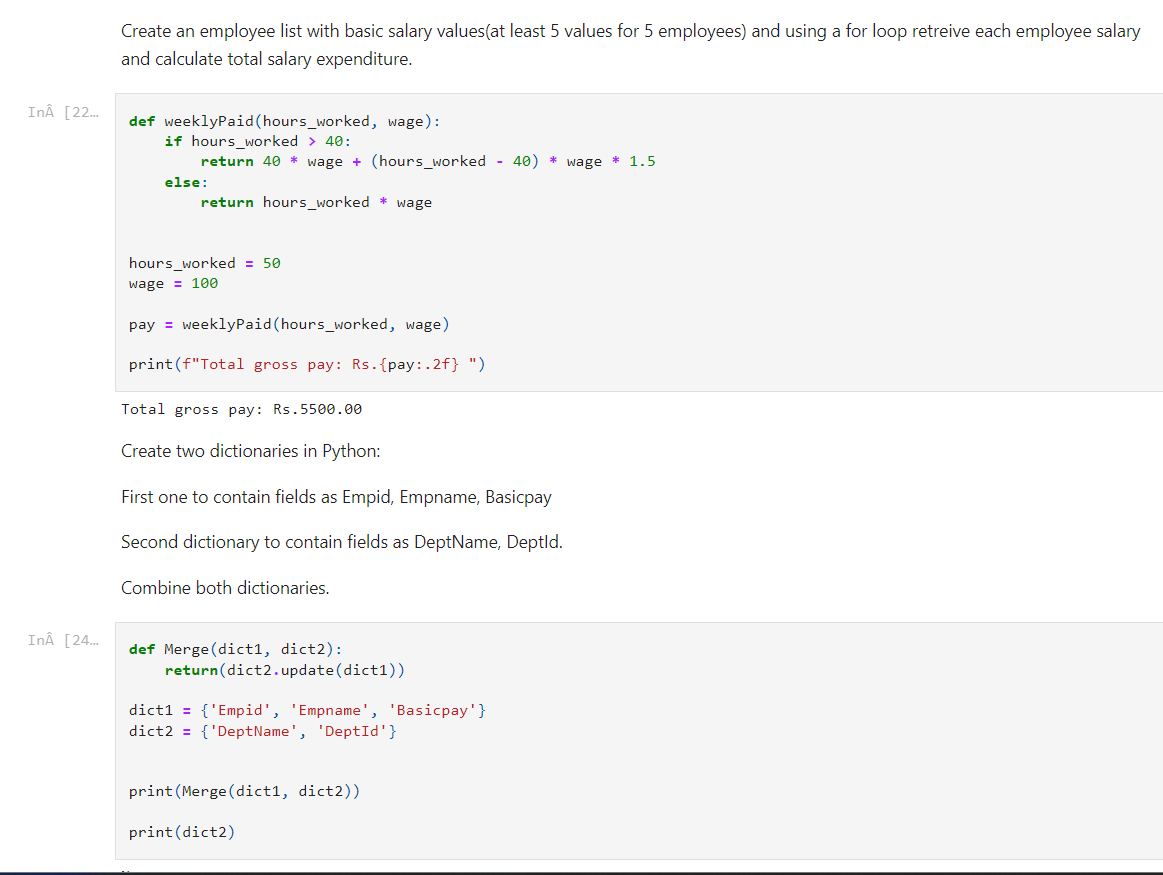 Create an employee list with basic salary values(at least 5 values for 5 employees) and using a for loop retreive each employee salary
and calculate total salary expenditure.
InÂ [22…
def weeklyPaid(hours_worked, wage):
    if hours_worked > 40:
        return 40 * wage + (hours_worked - 40) * wage * 1.5
    else:
        return hours_worked * wage
hours_worked = 50
wage = 100
pay = weeklyPaid(hours_worked, wage)
print(f"Total gross pay: Rs.{pay:.2f} ")
Total gross pay: Rs.5500.00
Create two dictionaries in Python:
First one to contain fields as Empid, Empname, Basicpay
Second dictionary to contain fields as DeptName, DeptId.
Combine both dictionaries.
InÂ [24…
def Merge(dict1, dict2):
    return(dict2.update(dict1))
dict1 = {'Empid', 'Empname', 'Basicpay'}
dict2 = {'DeptName', 'DeptId'}
print(Merge(dict1, dict2))
print(dict2)